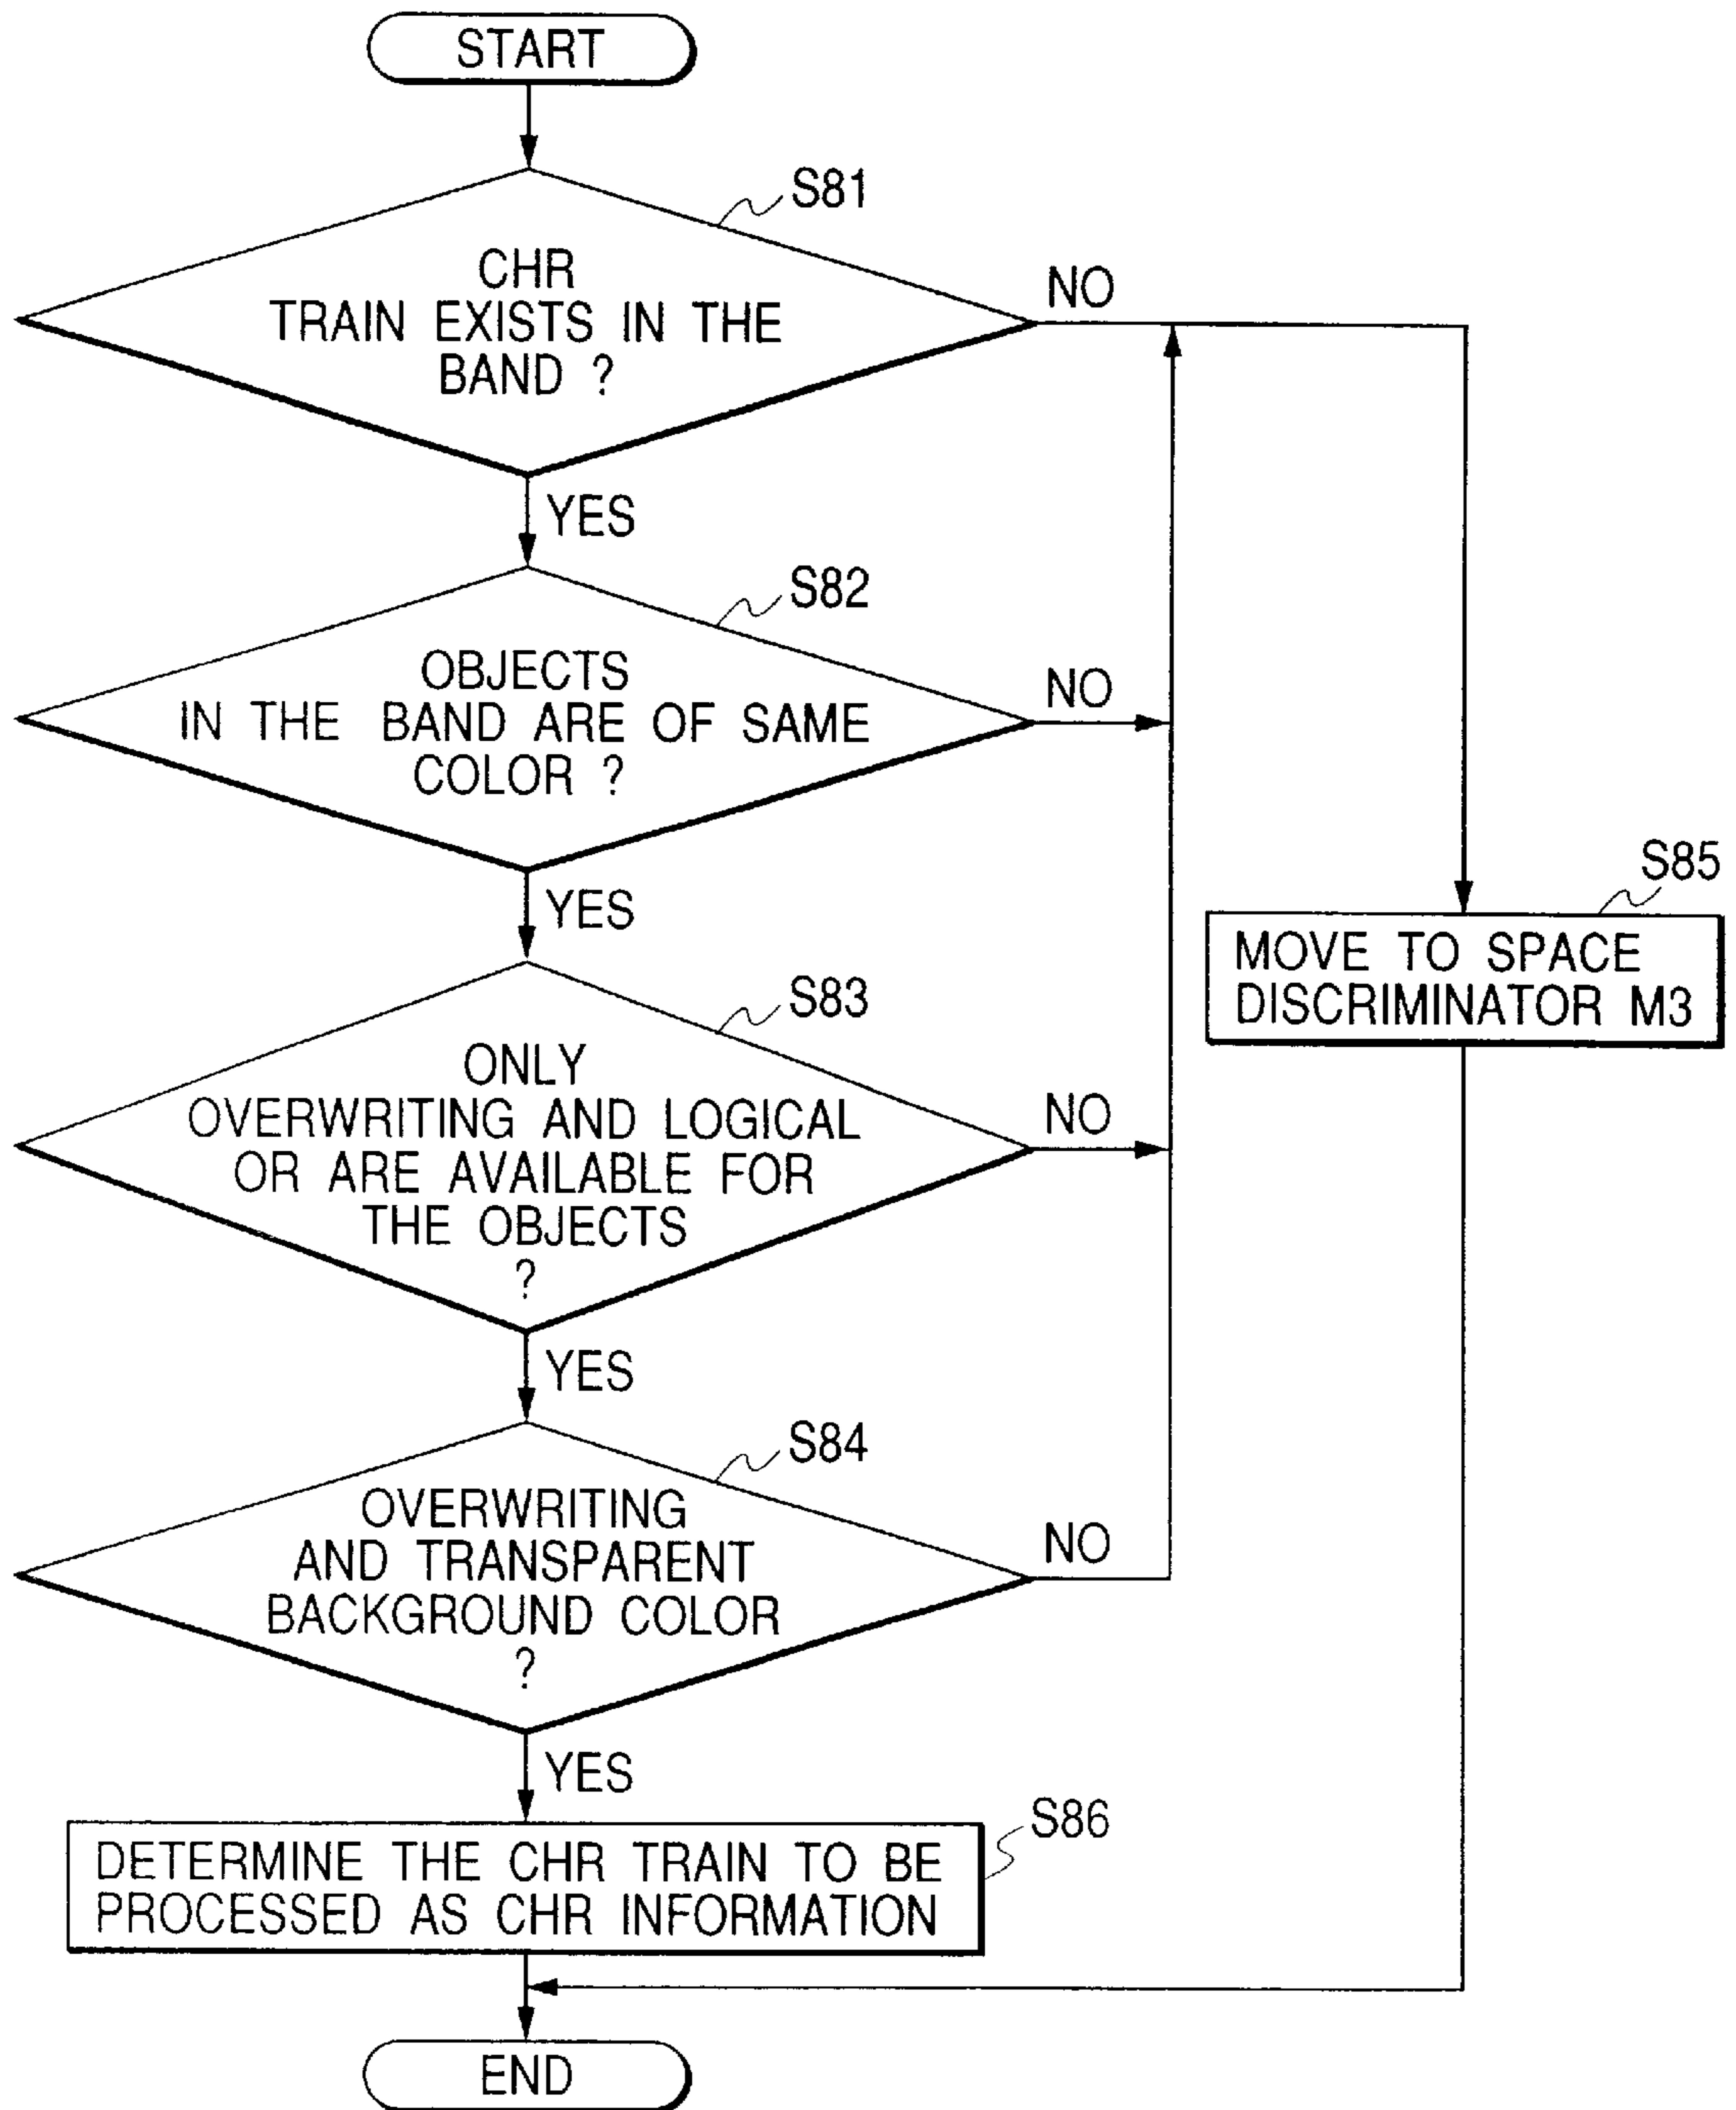 START
S81
CHR
TRAIN EXISTS IN THE
BAND ?
NO
YES
S82
OBJECTS
IN THE BAND ARE OF SAME
COLOR ?
NO
YES
S83
ONLY
OVERWRITING AND LOGICAL
OR ARE AVAILABLE FOR
THE OBJECTS
?
NO
YES
S84
OVERWRITING
AND TRANSPARENT
BACKGROUND COLOR
?
NO
YES
S85
MOVE TO SPACE
DISCRIMINATOR M3
S86
DETERMINE THE CHR TRAIN TO BE
PROCESSED AS CHR INFORMATION
END